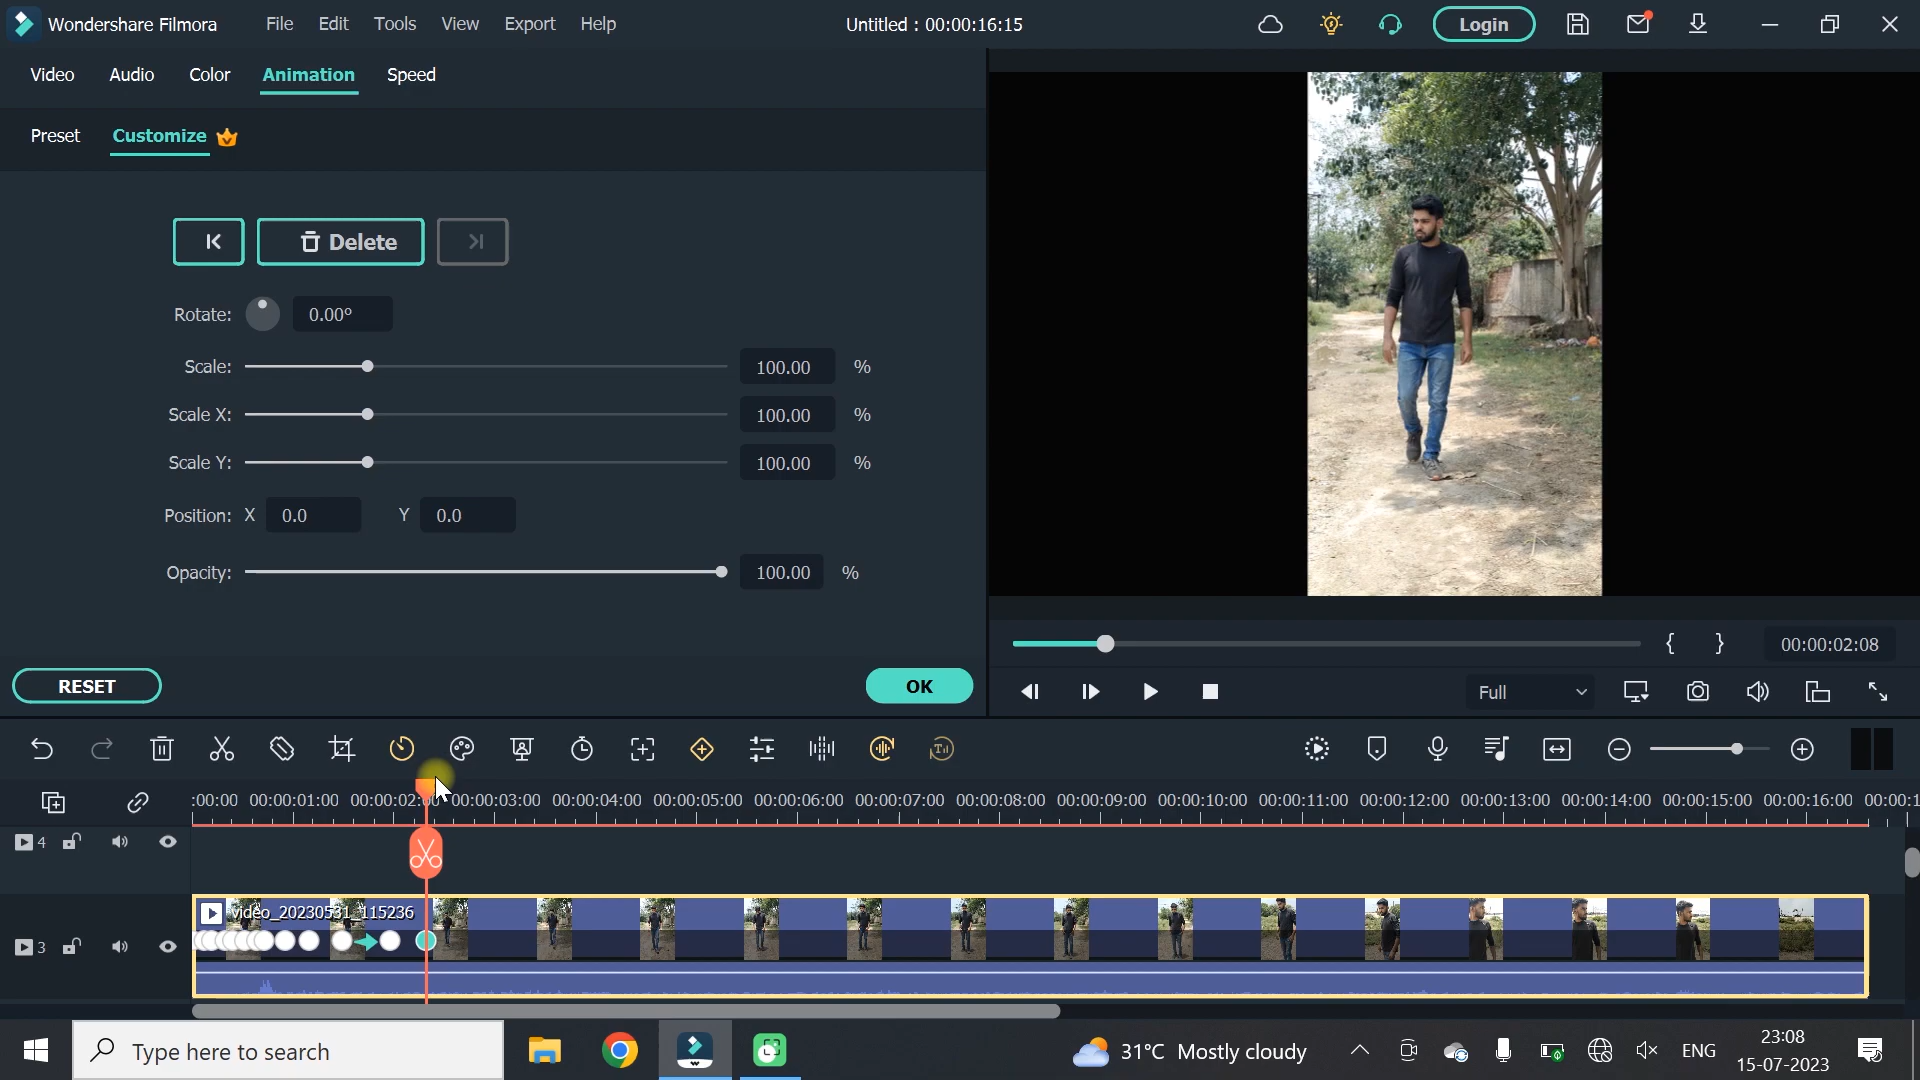 Wondershare Filmora File Edit Tools View Export Help Untitled : 00:00:16:15 Login
Video Audio Color Animation Speed
Preset Customize
Delete
Rotate: 0.00º
Scale: 100.00 %
Scale X: 100.00 %
Scale Y: 100.00 %
Position: X 0.0 Y 0.0
Opacity: 100.00 %
{ } 00:00:02:08
RESET OK
Full
:00:00 00:00:01:00 00:00:02:0 00:00:03:00 00:00:04:00 00:00:05:00 00:00:06:00 00:00:07:00 00:00:08:00 00:00:09:00 00:00:10:00 00:00:11:00 00:00:12:00 00:00:13:00 00:00:14:00 00:00:15:00 00:00:16:00 00:00:1
4
video_20230531_115236
3
Type here to search
31°C Mostly cloudy
ENG
23:08
15-07-2023